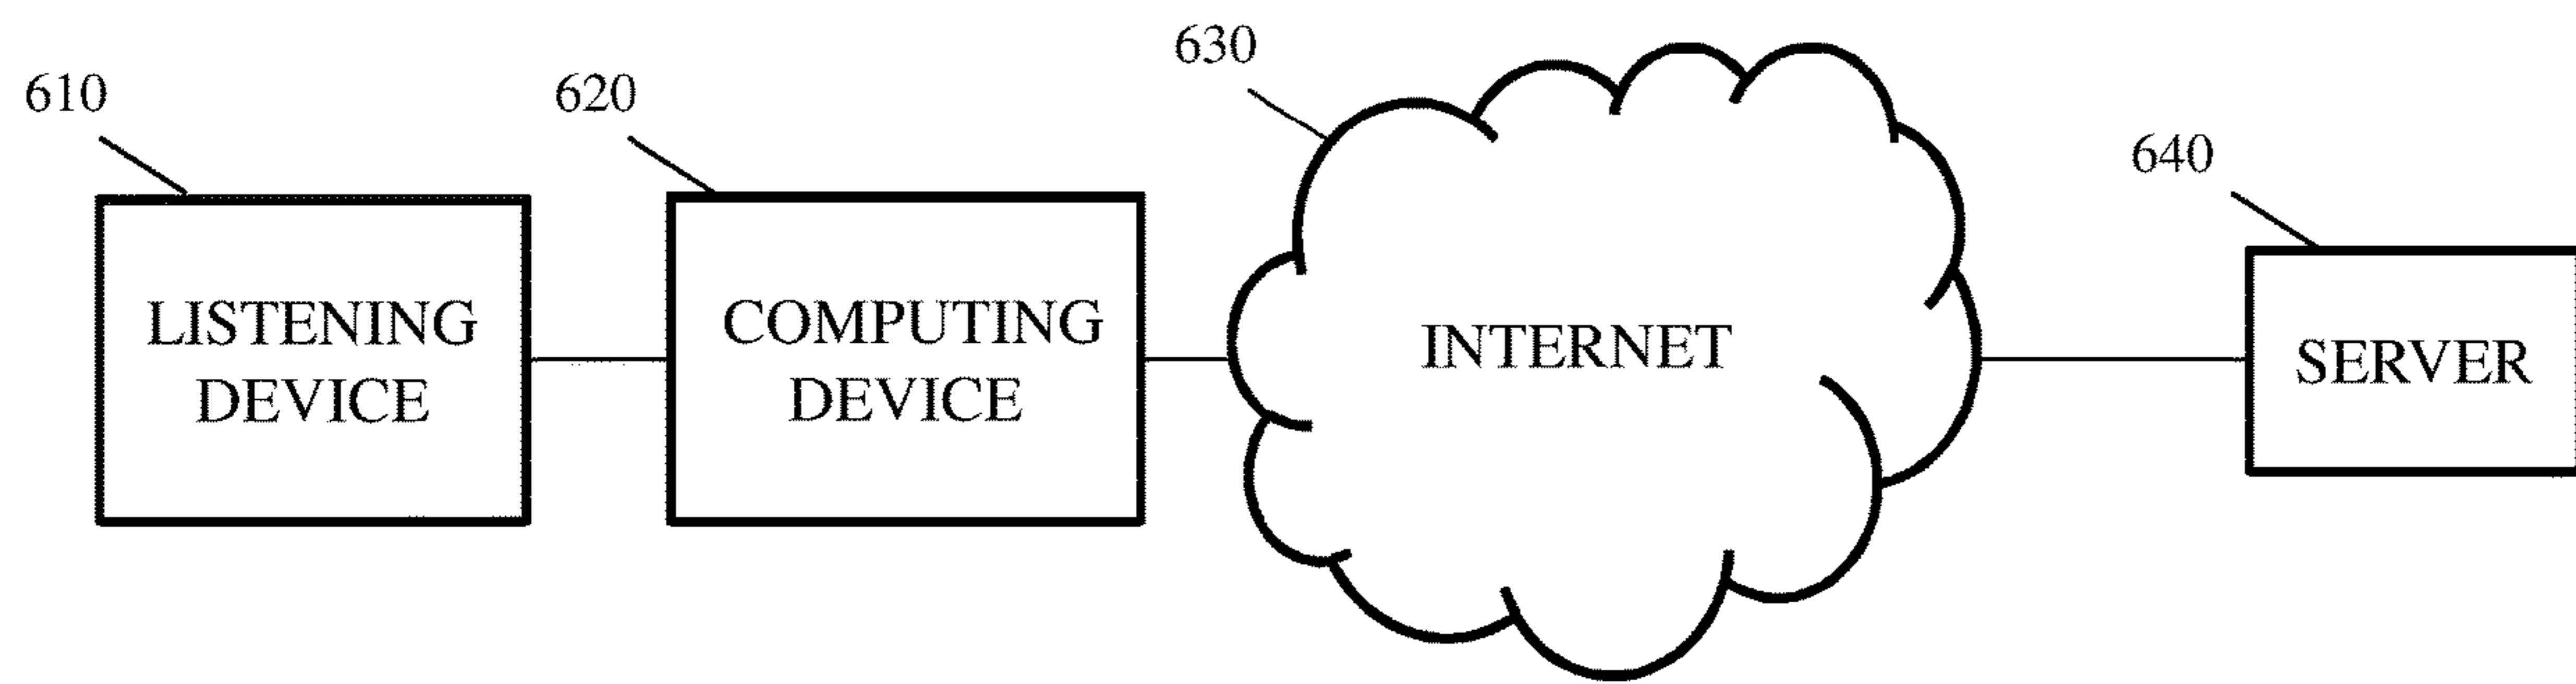 610
620
630
640
LISTENING
DEVICE
COMPUTING
DEVICE
INTERNET
SERVER